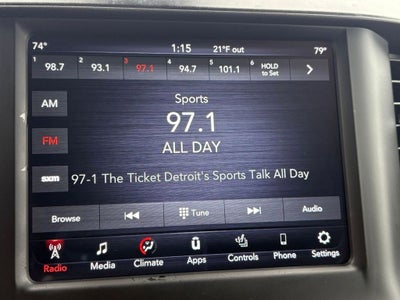 74° 1:15 21°F out 79°
1 98.7 2 93.1 3 97.1 4 94.7 5 101.1 6 HOLD to Set
AM
Sports
97.1
FM
ALL DAY
sxm 97-1 The Ticket Detroit's Sports Talk All Day
Browse Tune Audio
Radio Media Climate Apps Controls Phone Settings